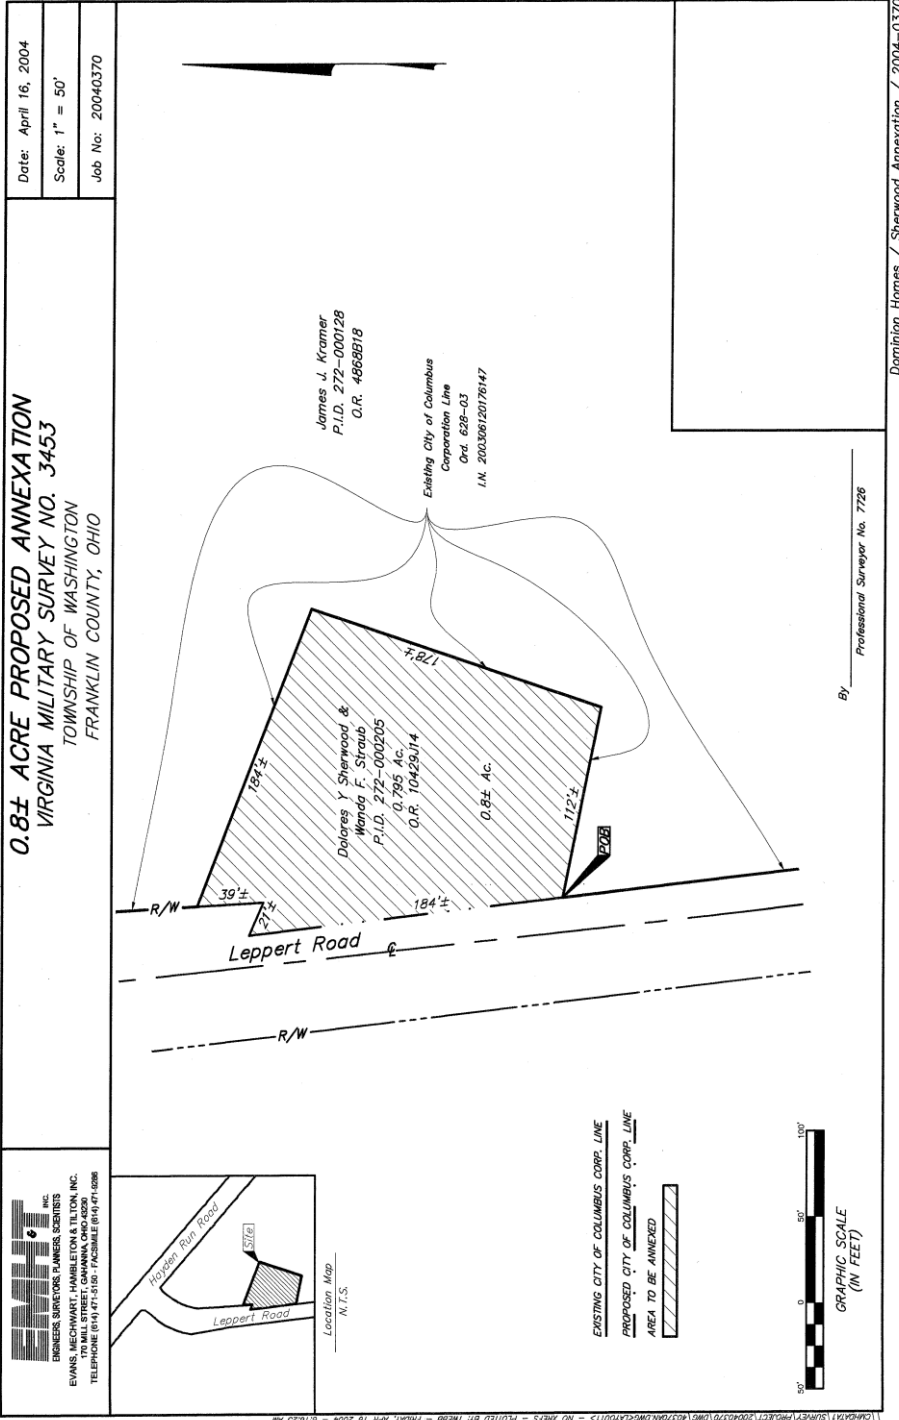 EMH&T INC.
ENGINEERS, SURVEYORS, PLANNERS, SCIENTISTS
EVANS, MECHWART, HAMBLETON & TILTON, INC.
170 MILL STREET, GAHANNA, OHIO 43230
TELEPHONE (614) 471-5150 - FACSIMILE (614) 471-9286
0.8± ACRE PROPOSED ANNEXATION
VIRGINIA MILITARY SURVEY NO. 3453
TOWNSHIP OF WASHINGTON
FRANKLIN COUNTY, OHIO
Date: April 16, 2004
Scale: 1" = 50'
Job No: 20040370
Hayden Run Road
Leppert Road
Site
Location Map
N.T.S.
James J. Kramer
P.I.D. 272-000128
O.R. 4868B18
Existing City of Columbus
Corporation Line
Ord. 628-03
I.N. 200306120176147
R/W
39'±
21'±
184'±
178'±
Dolores Y Sherwood &
Wanda F. Straub
P.I.D. 272-000205
0.795 Ac.
O.R. 10429J14
0.8± Ac.
112'±
184'±
POB
Leppert Road
R/W
EXISTING CITY OF COLUMBUS CORP. LINE
PROPOSED CITY OF COLUMBUS CORP. LINE
AREA TO BE ANNEXED
50' 0 50' 100'
GRAPHIC SCALE
(IN FEET)
By
Professional Surveyor No. 7726
Dominion Homes / Sherwood Annexation / 2004-0370